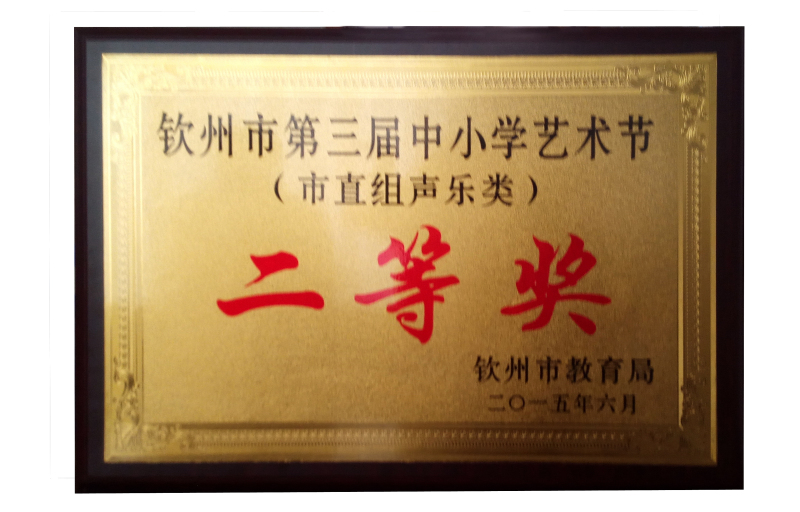 钦州市第三届中小学艺术节
（市直组声乐类）
二等奖
钦州市教育局
二〇一五年六月